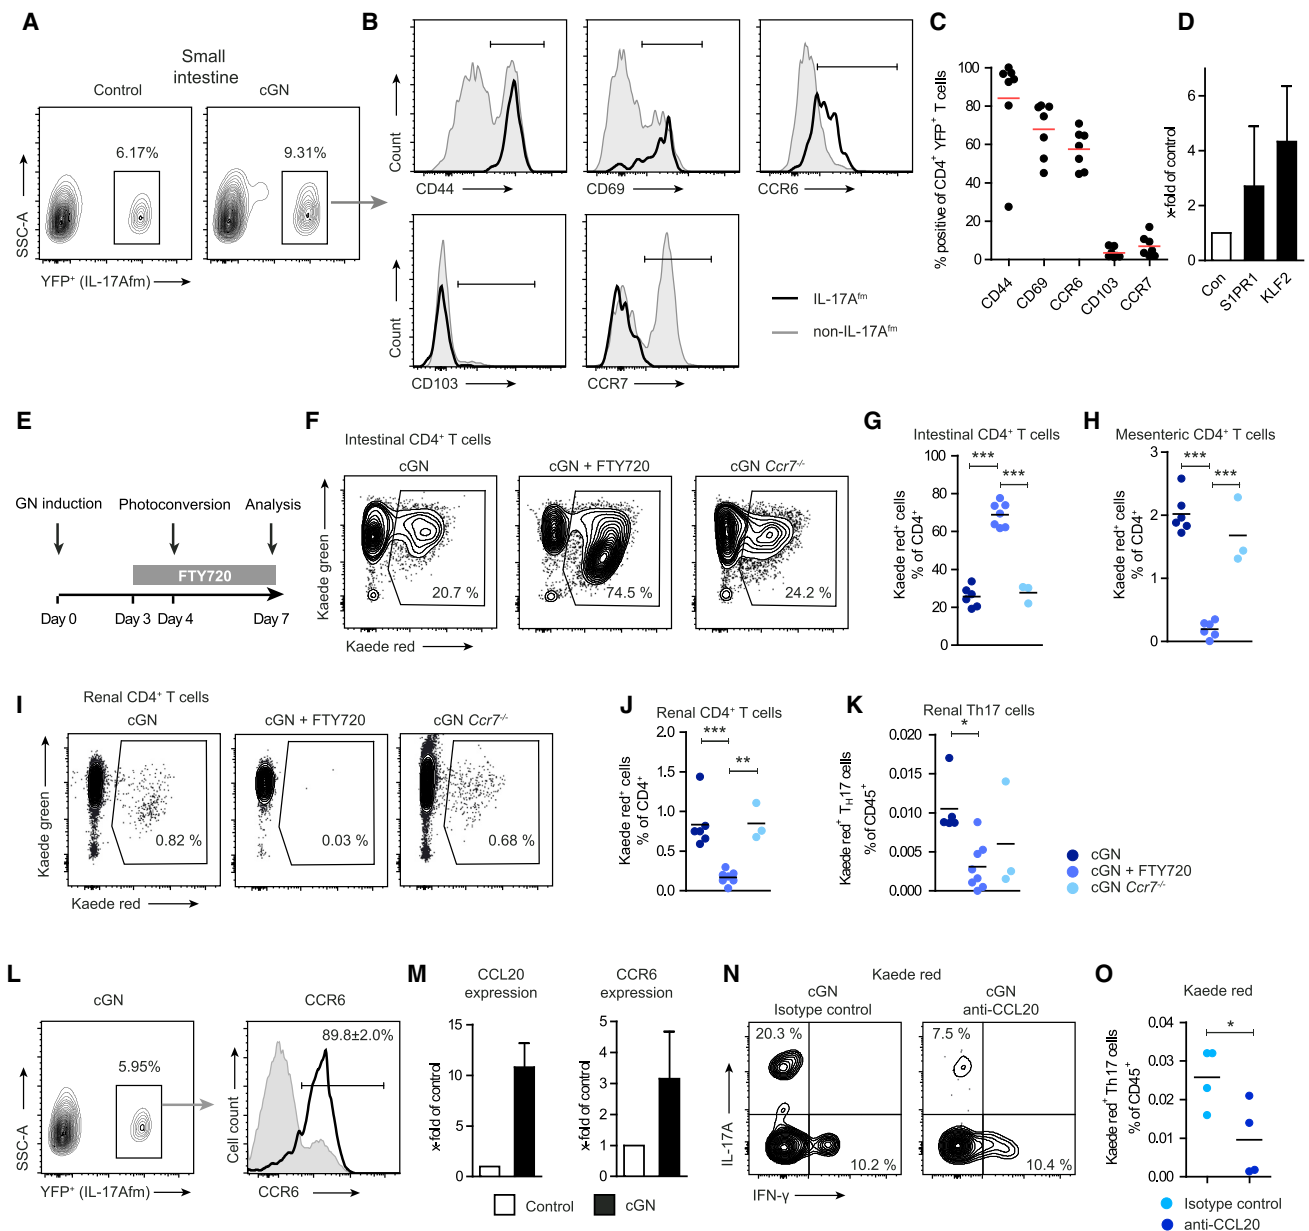 A
Small
intestine
Control
cGN
6.17%
9.31%
SSC-A
YFP⁺ (IL-17Afm)
B
Count
CD44
CD69
CCR6
Count
CD103
CCR7
IL-17Aᶠᵐ
non-IL-17Aᶠᵐ
C
% positive of CD4⁺ YFP⁺ T cells
100
80
60
40
20
0
CD44
CD69
CCR6
CD103
CCR7
D
x-fold of control
6
4
2
0
Con
S1PR1
KLF2
E
GN induction
Photoconversion
Analysis
FTY720
Day 0
Day 3
Day 4
Day 7
F
Intestinal CD4⁺ T cells
cGN
cGN + FTY720
cGN Ccr7⁻/⁻
Kaede green
20.7 %
74.5 %
24.2 %
Kaede red
G
Intestinal CD4⁺ T cells
Kaede red⁺ cells
% of CD4⁺
100
80
60
40
20
0
***
***
H
Mesenteric CD4⁺ T cells
Kaede red⁺ cells
% of CD4⁺
3
2
1
0
***
***
I
Renal CD4⁺ T cells
cGN
cGN + FTY720
cGN Ccr7⁻/⁻
Kaede green
0.82 %
0.03 %
0.68 %
Kaede red
J
Renal CD4⁺ T cells
Kaede red⁺ cells
% of CD4⁺
2.0
1.5
1.0
0.5
0.0
***
**
K
Renal Th17 cells
Kaede red⁺ T_H17 cells
% of CD45⁺
0.020
0.015
0.010
0.005
0.000
*
cGN
cGN + FTY720
cGN Ccr7⁻/⁻
L
cGN
5.95%
SSC-A
YFP⁺ (IL-17Afm)
CCR6
89.8±2.0%
Cell count
CCR6
M
CCL20
expression
x-fold of control
15
10
5
0
CCR6
expression
x-fold of control
5
4
3
2
1
0
Control
cGN
N
Kaede red
cGN
Isotype control
cGN
anti-CCL20
20.3 %
7.5 %
10.2 %
10.4 %
IL-17A
IFN-γ
O
Kaede red
Kaede red⁺ Th17 cells
% of CD45⁺
0.04
0.03
0.02
0.01
0.00
*
Isotype control
anti-CCL20